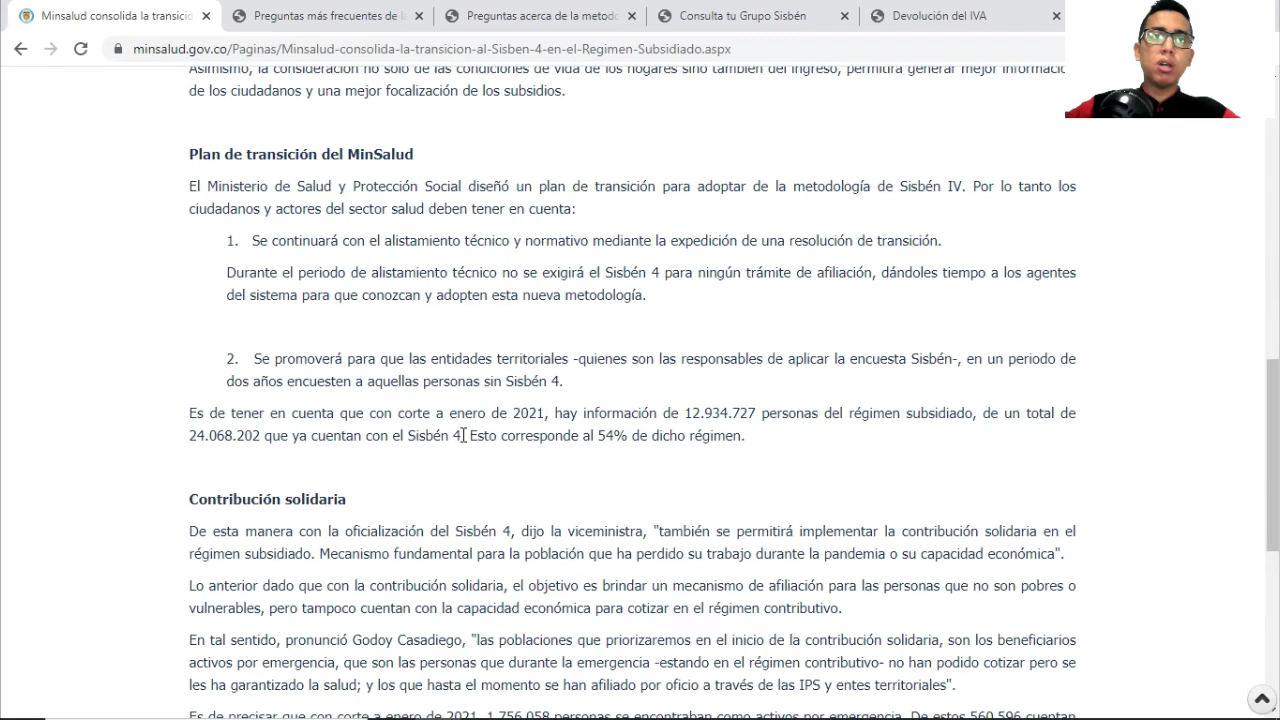 Minsalud consolida la transició
Preguntas más frecuentes de la
Preguntas acerca de la metodo
Consulta tu Grupo Sisbén
Devolución del IVA
minsalud.gov.co/Paginas/Minsalud-consolida-la-transicion-al-Sisben-4-en-el-Regimen-Subsidiado.aspx
Asimismo, la consideración no solo de las condiciones de vida de los hogares sino también del ingreso, permitirá generar mejor informació
de los ciudadanos y una mejor focalización de los subsidios.
Plan de transición del MinSalud
El Ministerio de Salud y Protección Social diseñó un plan de transición para adoptar de la metodología de Sisbén IV. Por lo tanto los
ciudadanos y actores del sector salud deben tener en cuenta:
1. Se continuará con el alistamiento técnico y normativo mediante la expedición de una resolución de transición.
Durante el periodo de alistamiento técnico no se exigirá el Sisbén 4 para ningún trámite de afiliación, dándoles tiempo a los agentes
del sistema para que conozcan y adopten esta nueva metodología.
2. Se promoverá para que las entidades territoriales -quienes son las responsables de aplicar la encuesta Sisbén-, en un periodo de
dos años encuesten a aquellas personas sin Sisbén 4.
Es de tener en cuenta que con corte a enero de 2021, hay información de 12.934.727 personas del régimen subsidiado, de un total de
24.068.202 que ya cuentan con el Sisbén 4. Esto corresponde al 54% de dicho régimen.
Contribución solidaria
De esta manera con la oficialización del Sisbén 4, dijo la viceministra, "también se permitirá implementar la contribución solidaria en el
régimen subsidiado. Mecanismo fundamental para la población que ha perdido su trabajo durante la pandemia o su capacidad económica".
Lo anterior dado que con la contribución solidaria, el objetivo es brindar un mecanismo de afiliación para las personas que no son pobres o
vulnerables, pero tampoco cuentan con la capacidad económica para cotizar en el régimen contributivo.
En tal sentido, pronunció Godoy Casadiego, "las poblaciones que priorizaremos en el inicio de la contribución solidaria, son los beneficiarios
activos por emergencia, que son las personas que durante la emergencia -estando en el régimen contributivo- no han podido cotizar pero se
les ha garantizado la salud; y los que hasta el momento se han afiliado por oficio a través de las IPS y entes territoriales".
Es de precisar que con corte a enero de 2021, 1.756.058 personas se encontraban como activos por emergencia. De estos 560.596 cuentan